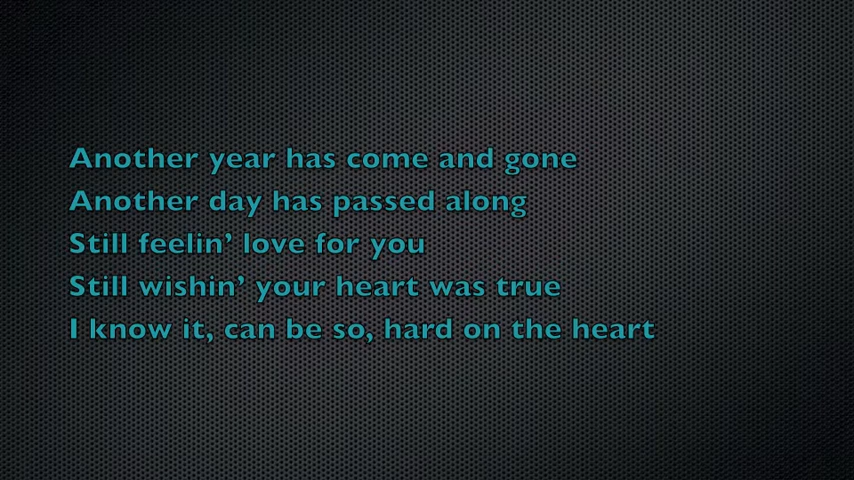 Another year has come and gone
Another day has passed along
Still feelin’ love for you
Still wishin’ your heart was true
I know it, can be so, hard on the heart